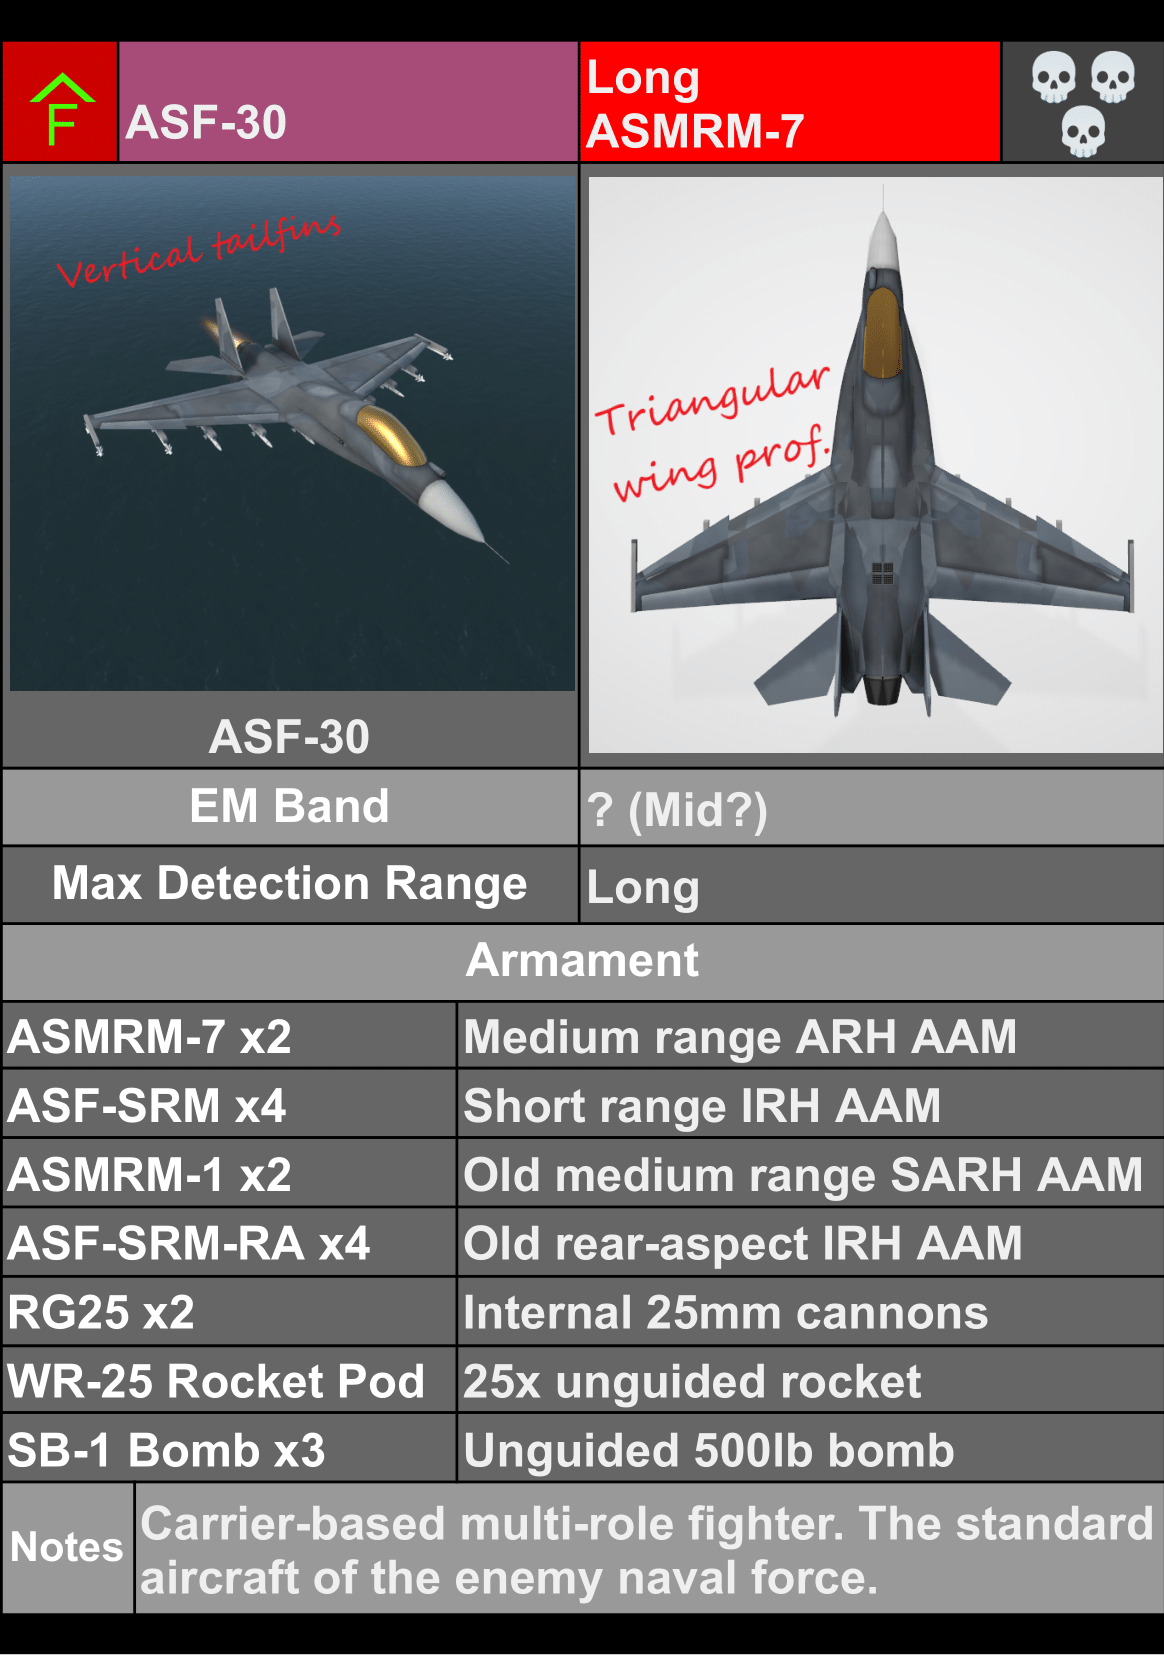 F
ASF-30
Long
ASMRM-7
Vertical tailfins
Triangular
wing prof.
ASF-30
EM Band
? (Mid?)
Max Detection Range
Long
Armament
ASMRM-7 x2
Medium range ARH AAM
ASF-SRM x4
Short range IRH AAM
ASMRM-1 x2
Old medium range SARH AAM
ASF-SRM-RA x4
Old rear-aspect IRH AAM
RG25 x2
Internal 25mm cannons
WR-25 Rocket Pod
25x unguided rocket
SB-1 Bomb x3
Unguided 500lb bomb
Notes
Carrier-based multi-role fighter. The standard
aircraft of the enemy naval force.